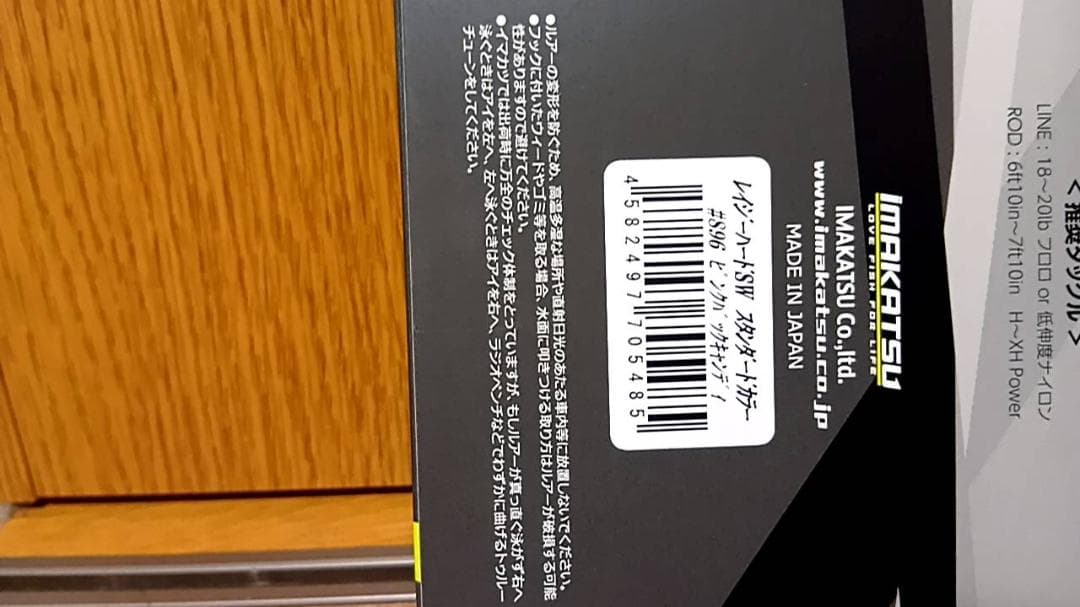 < 推奨タックル >
LINE : 18~20lb フロロ or 低伸度ナイロン
ROD : 6ft10in~7ft10in H~XH Power
IMAKATSU
LOVE FISH FOR LIFE
IMAKATSU Co.,ltd.
www.imakatsu.co.jp
MADE IN JAPAN
レイジーハードSW スタンダードカラー
#896 ピンクバックキャンディ
4582497705485
●ルアーの変形を防ぐため、高温多湿な場所や直射日光のあたる車内等に放置しないでください。
●フックに付いたウィードやゴミ等を取る場合、水面に叩きつける取り方はルアーが破損する可能
性がありますので避けてください。
●イマカツでは出荷時に万全のチェック体制をとっていますが、もしルアーが真っ直ぐ泳がず右へ
泳ぐときはアイを左へ、左へ泳ぐときはアイを右へ、ラジオペンチなどでわずかに曲げるトゥルー
チューンをしてください。